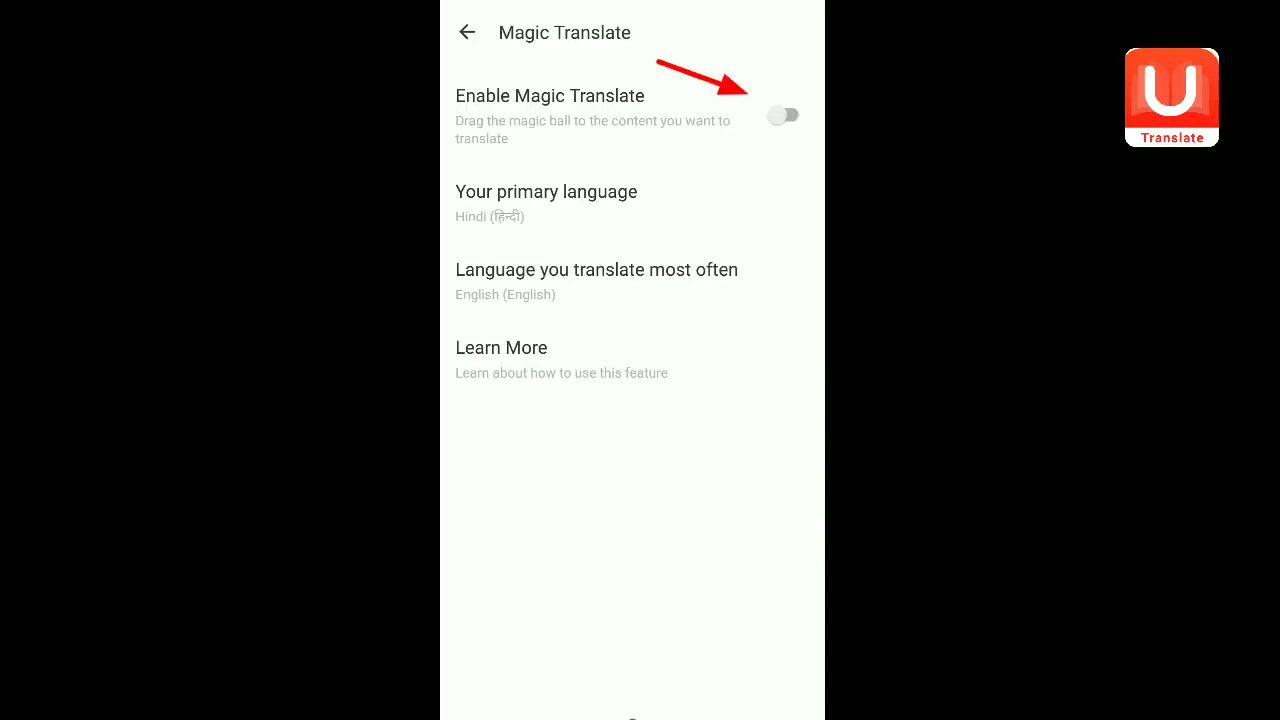 Magic Translate
Enable Magic Translate
Drag the magic ball to the content you want to
translate
Your primary language
Hindi (हिन्दी)
Language you translate most often
English (English)
Learn More
Learn about how to use this feature
U
Translate